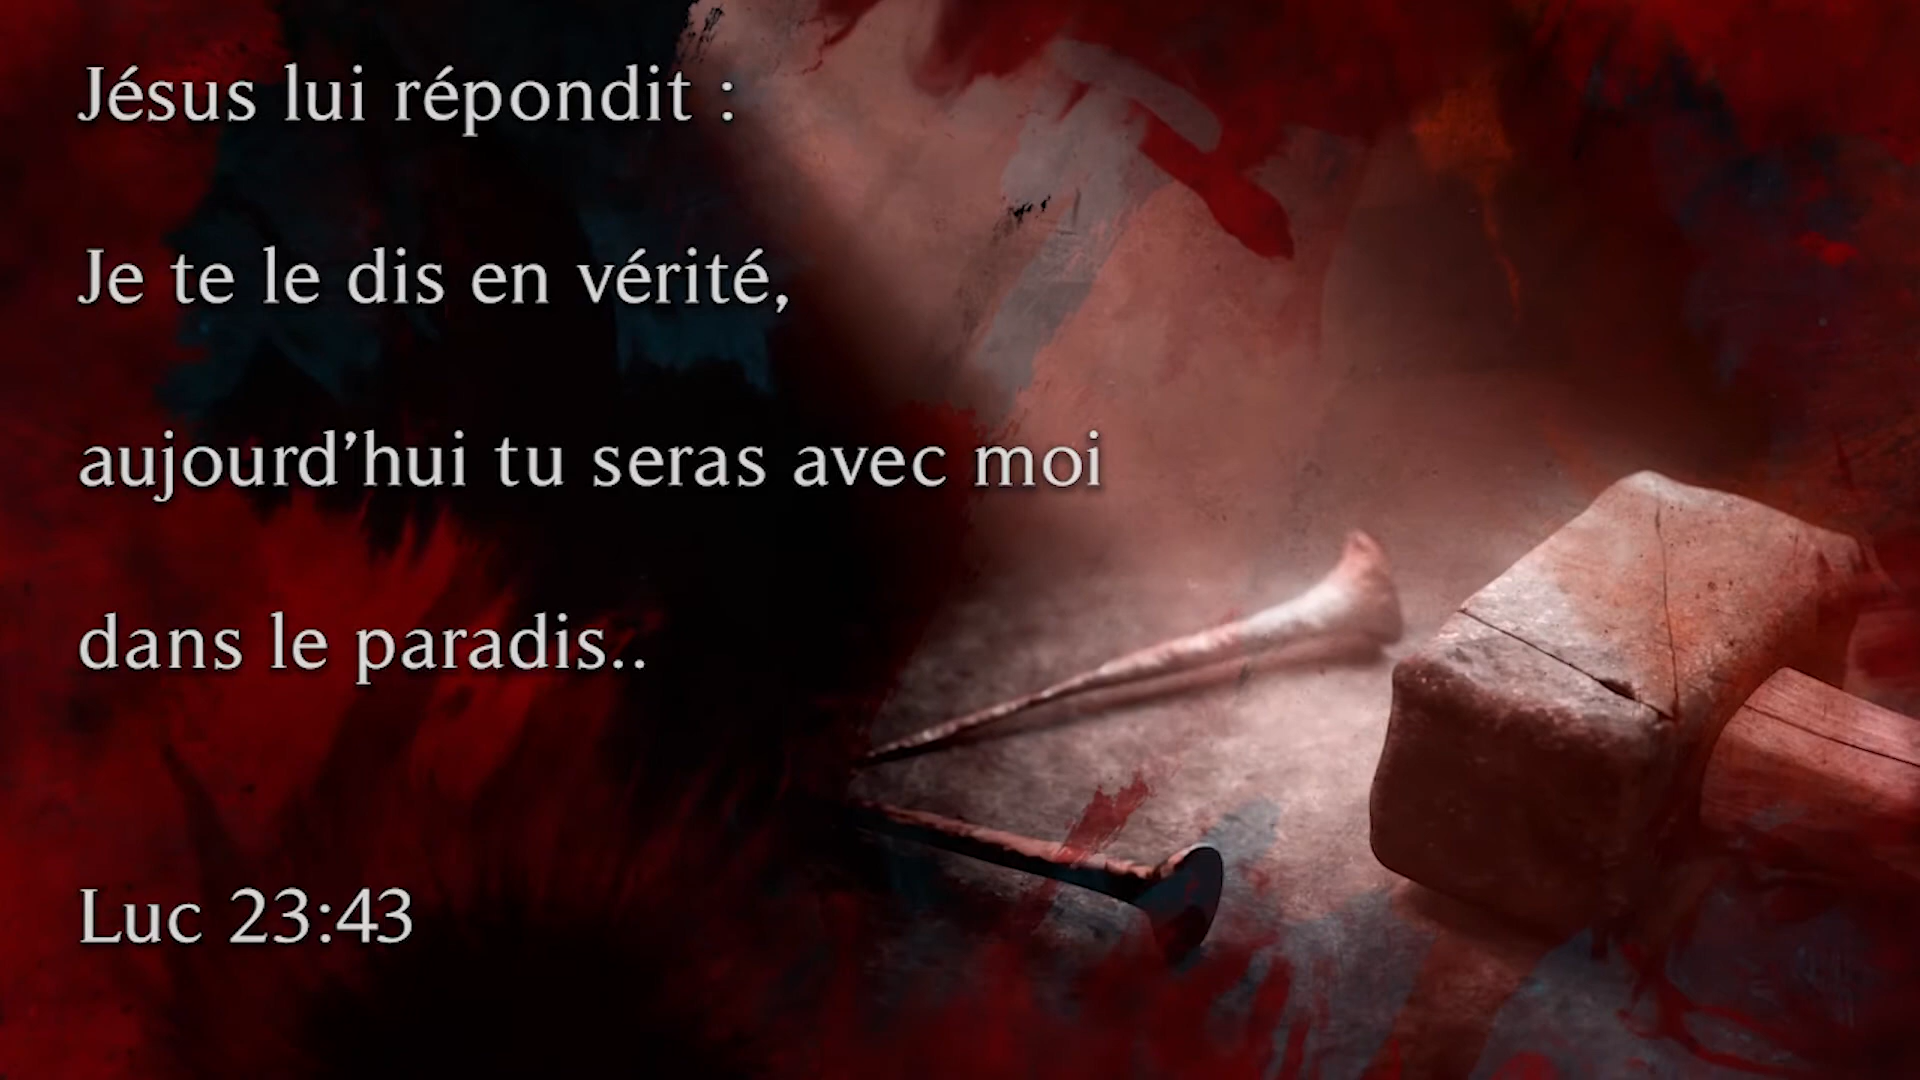 Jésus lui répondit :
Je te le dis en vérité,
aujourd’hui tu seras avec moi
dans le paradis..
Luc 23:43